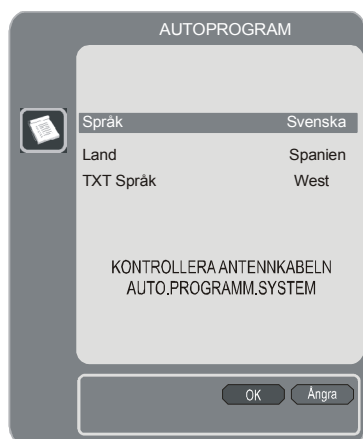 AUTOPROGRAM
Språk Svenska
Land Spanien
TXT Språk West
KONTROLLERA ANTENNKABELN
AUTO.PROGRAMM.SYSTEM
OK Ångra